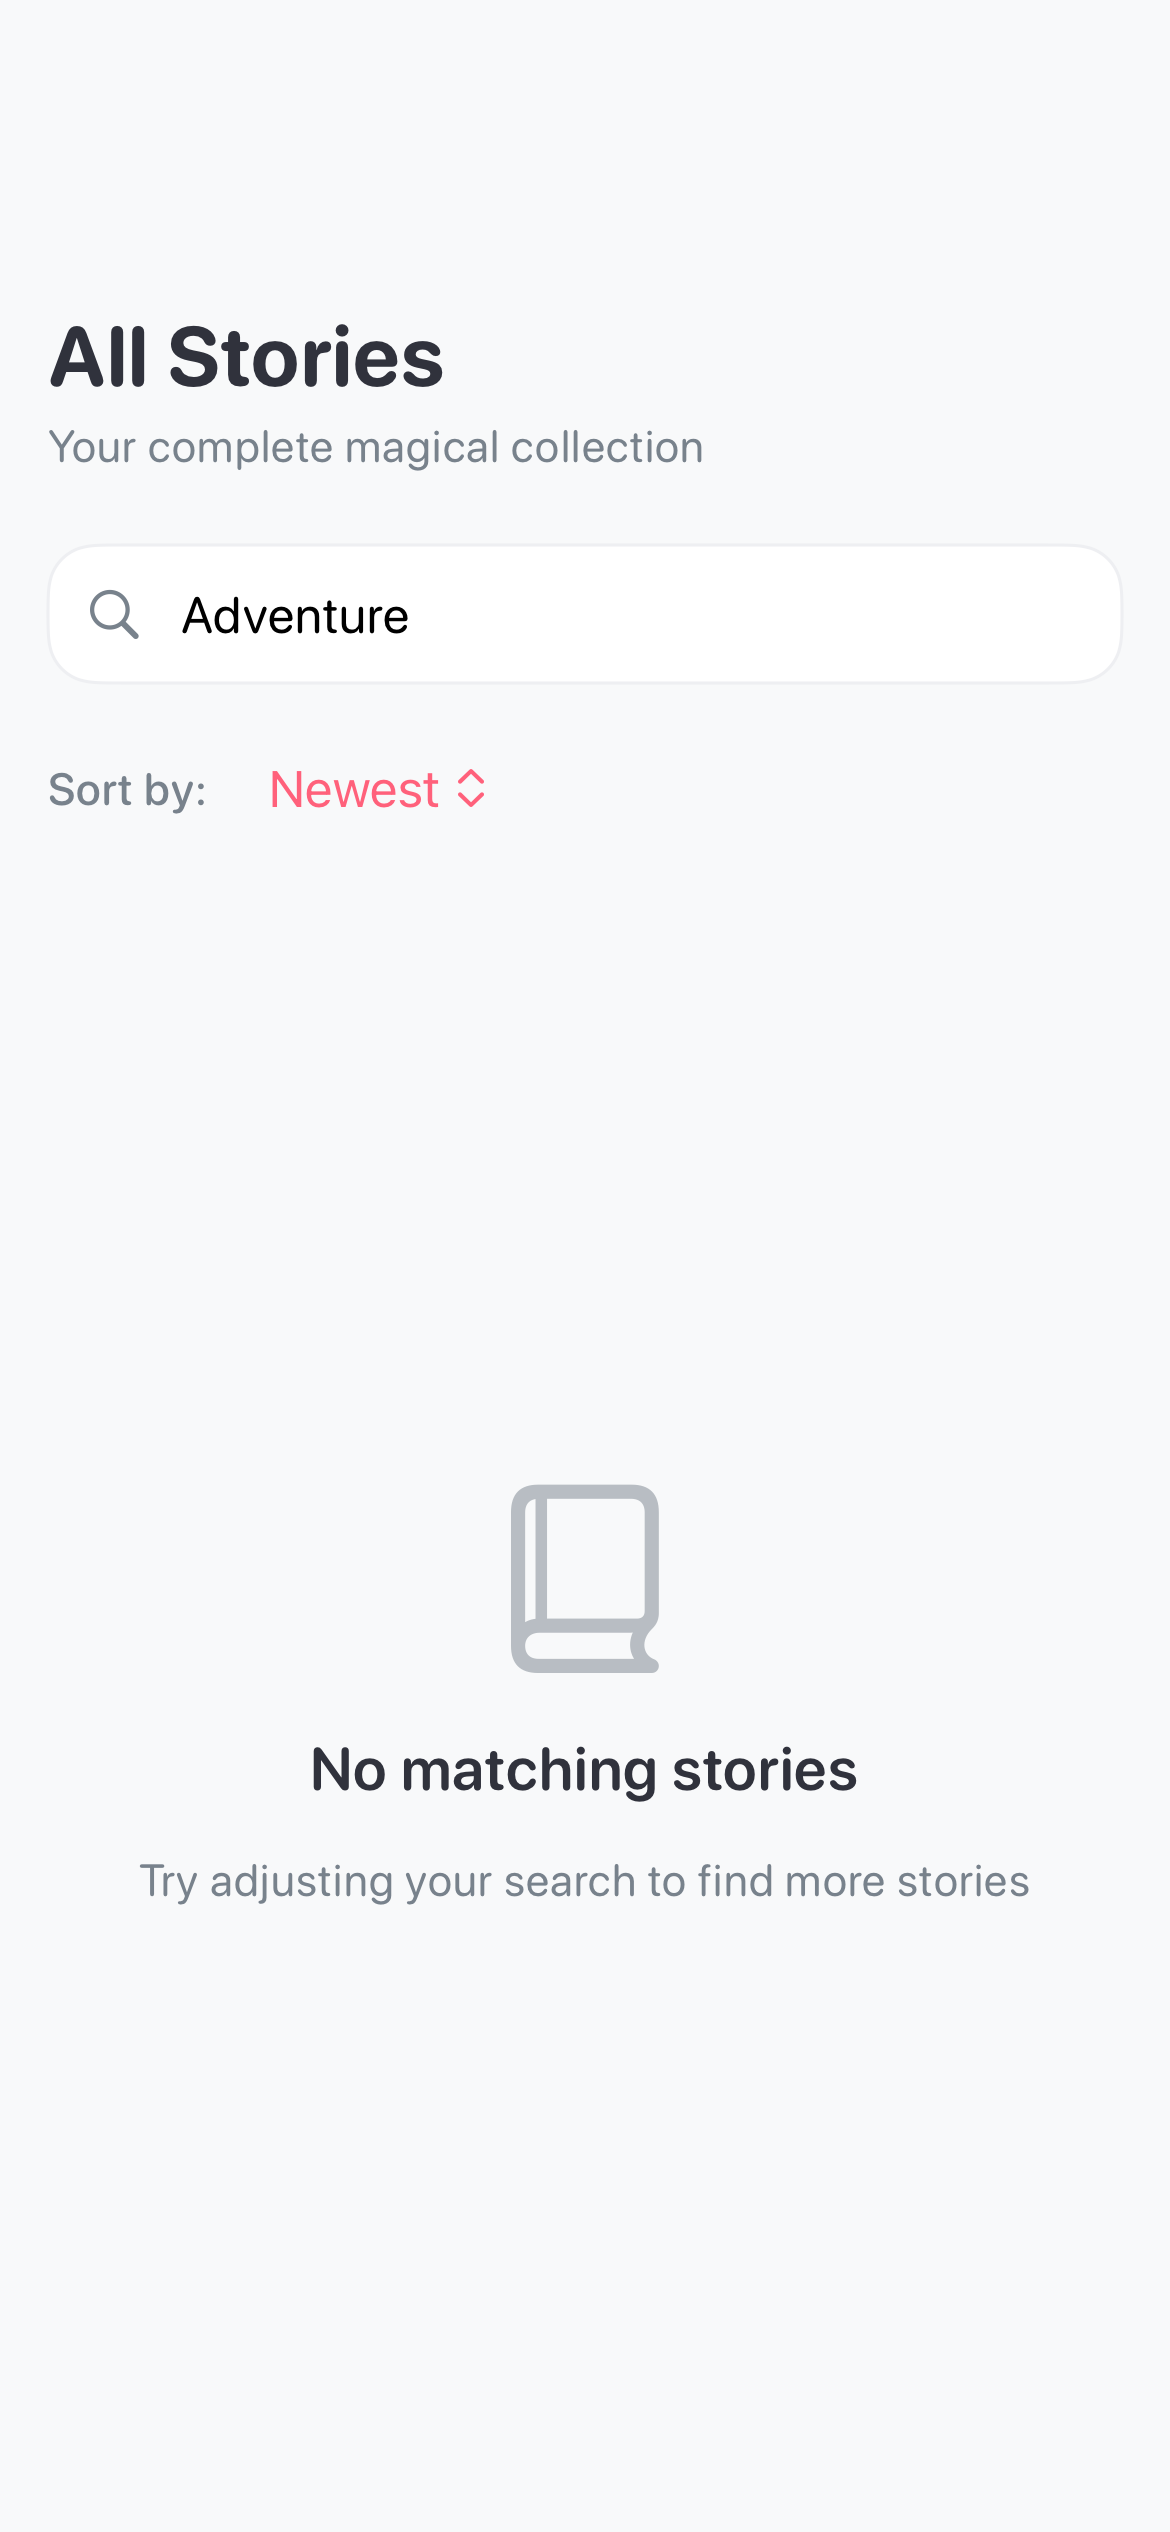 All Stories
Your complete magical collection
Adventure
Sort by: Newest
No matching stories
Try adjusting your search to find more stories